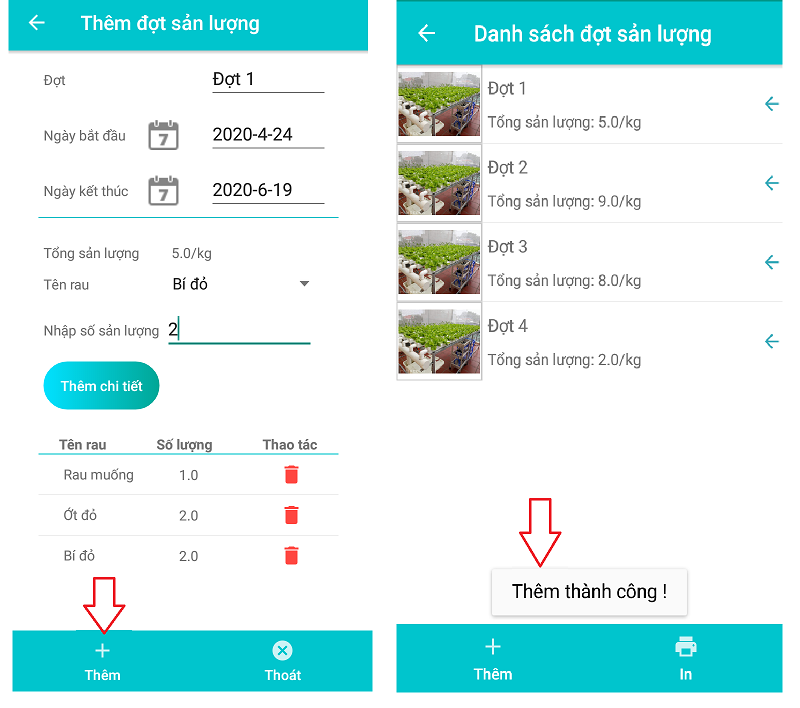 Thêm đợt sản lượng
Đợt Đợt 1
7
Ngày bắt đầu 2020-4-24
7
Ngày kết thúc 2020-6-19
Tổng sản lượng 5.0/kg
Tên rau Bí đỏ
Nhập số sản lượng 2
Thêm chi tiết
Tên rau Số lượng Thao tác
Rau muống 1.0
Ớt đỏ 2.0
Bí đỏ 2.0
Thêm Thoát
Danh sách đợt sản lượng
Đợt 1
Tổng sản lượng: 5.0/kg
Đợt 2
Tổng sản lượng: 9.0/kg
Đợt 3
Tổng sản lượng: 8.0/kg
Đợt 4
Tổng sản lượng: 2.0/kg
Thêm thành công !
Thêm In